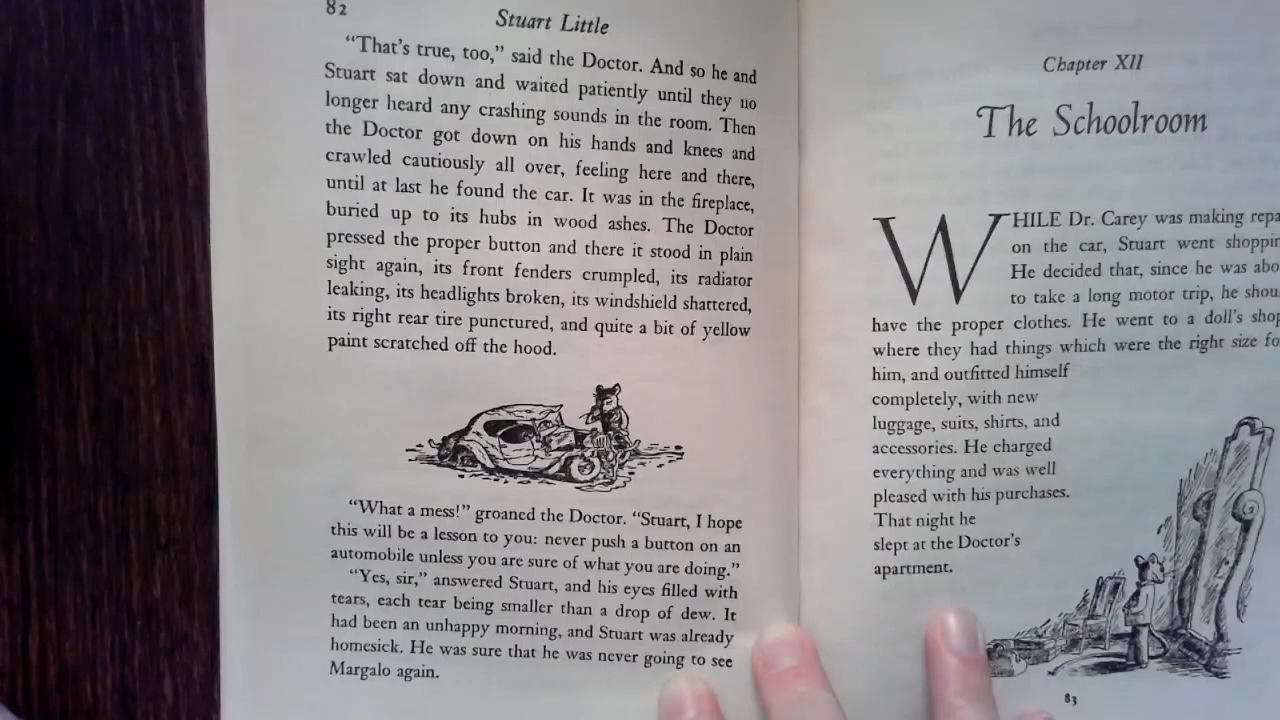 82
Stuart Little
“That's true, too,” said the Doctor. And so he and
Stuart sat down and waited patiently until they no
longer heard any crashing sounds in the room. Then
the Doctor got down on his hands and knees and
crawled cautiously all over, feeling here and there,
until at last he found the car. It was in the fireplace,
buried up to its hubs in wood ashes. The Doctor
pressed the proper button and there it stood in plain
sight again, its front fenders crumpled, its radiator
leaking, its headlights broken, its windshield shattered,
its right rear tire punctured, and quite a bit of yellow
paint scratched off the hood.
“What a mess!” groaned the Doctor. “Stuart, I hope
this will be a lesson to you: never push a button on an
automobile unless you are sure of what you are doing.”
“Yes, sir,” answered Stuart, and his eyes filled with
tears, each tear being smaller than a drop of dew. It
had been an unhappy morning, and Stuart was already
homesick. He was sure that he was never going to see
Margalo again.
Chapter XII
The Schoolroom
WHILE Dr. Carey was making
on the car, Stuart went
He decided that, since he was
to take a long motor trip, he
have the proper clothes. He went to a doll's
where they had things which were the right size
him, and outfitted himself
completely, with new
luggage, suits, shirts, and
accessories. He charged
everything and was well
pleased with his purchases.
That night he
slept at the Doctor's
apartment.
83